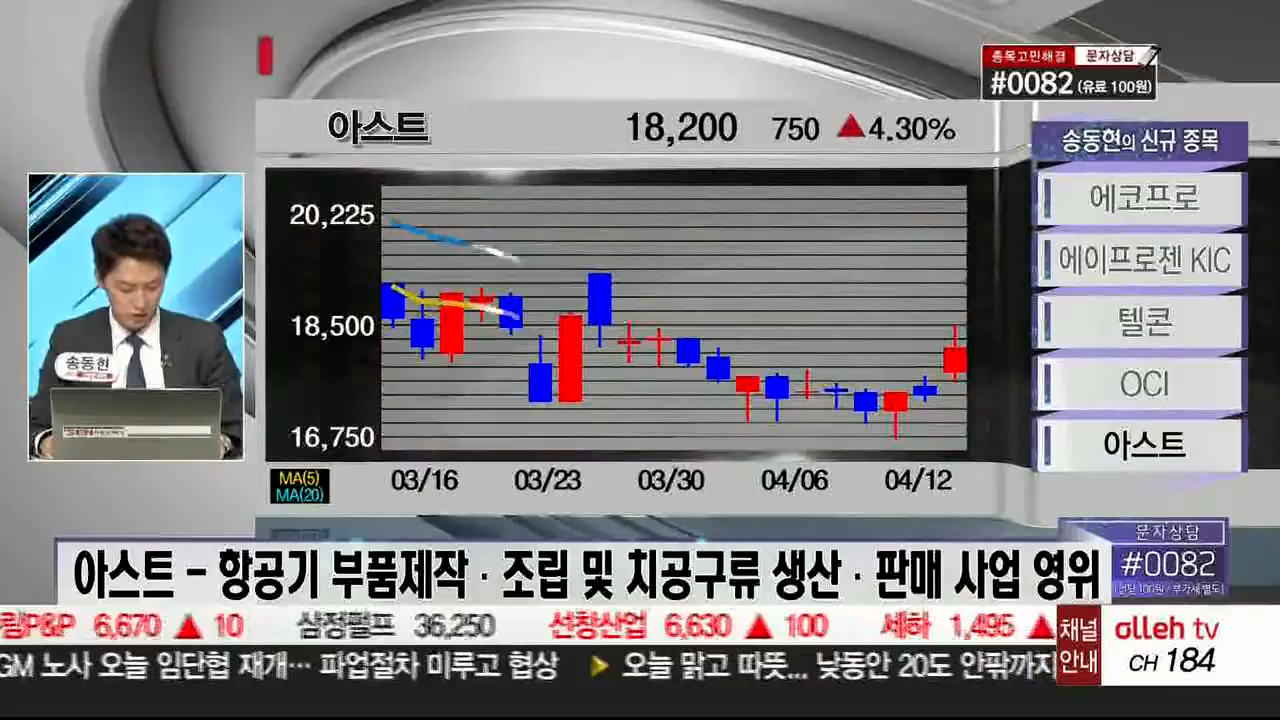 종목고민해결 문자상담
#0082 (유료 100원)
아스트 18,200 750 ▲4.30%
송동현의 신규 종목
에코프로
에이프로젠 KIC
텔콘
OCI
아스트
20,225
18,500
16,750
MA(5)
MA(20)
03/16 03/23 03/30 04/06 04/12
송동현
SEN
아스트 - 항공기 부품제작·조립 및 치공구류 생산·판매 사업 영위
문자상담
#0082
P&P 6,670 ▲ 10 삼정펄프 36,250 선창산업 6,630 ▲ 100 세하 1,495 ▲
GM 노사 오늘 임단협 재개… 파업절차 미루고 협상 ▶ 오늘 맑고 따뜻... 낮동안 20도 안팎까지
채널
안내
olleh tv
CH 184